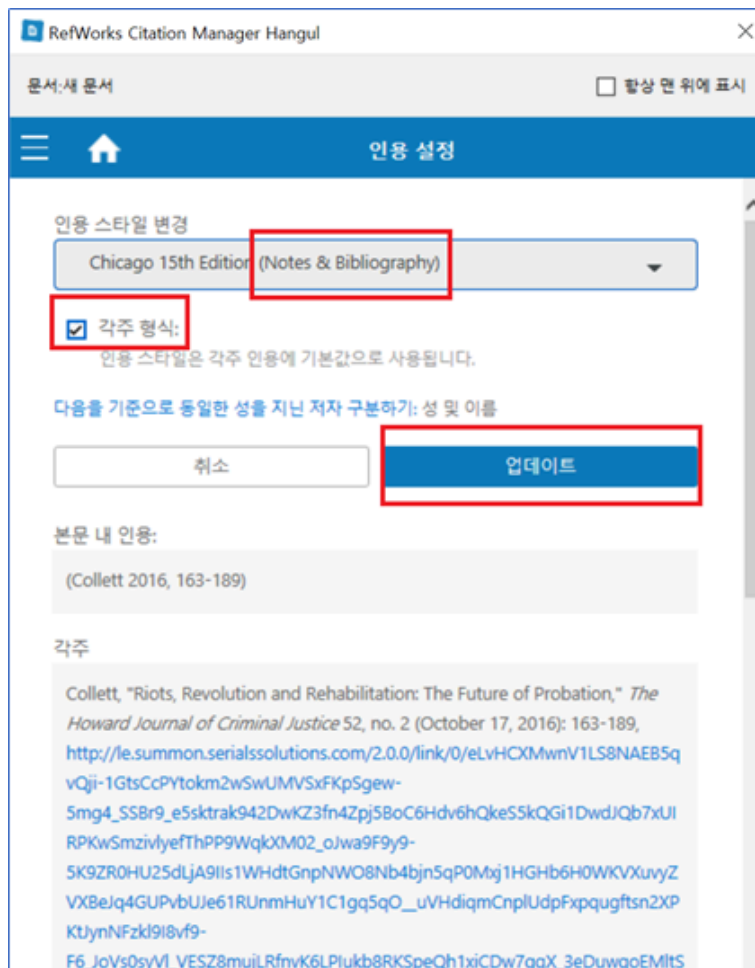 RefWorks Citation Manager Hangul
문서:새 문서
항상 맨 위에 표시
인용 설정
인용 스타일 변경
Chicago 15th Edition (Notes & Bibliography)
각주 형식:
인용 스타일은 각주 인용에 기본값으로 사용됩니다.
다음을 기준으로 동일한 성을 지닌 저자 구분하기: 성 및 이름
취소
업데이트
본문 내 인용:
(Collett 2016, 163-189)
각주
Collett, "Riots, Revolution and Rehabilitation: The Future of Probation," The
Howard Journal of Criminal Justice 52, no. 2 (October 17, 2016): 163-189,
http://le.summon.serialssolutions.com/2.0.0/link/0/eLvHCXMwnV1LS8NAEB5q
vQji-1GtsCcPYtokm2wSwUMVSxFKpSgew-
5mg4_SSBr9_e5sktrak942DwKZ3fn4Zpj5BoC6Hdv6hQkeS5kQGi1DwdJQb7xUI
RPKwSmzivlyefThPP9WqkXM02_oJwa9F9y9-
5K9ZR0HU25dLjA9IIs1WHdtGnpNWO8Nb4bjn5qP0Mxj1HGHb6H0WKVXuvyZ
VXBeJq4GUPvbUJe61RUnmHuY1C1gq5qO__uVHdiqmCnplUdpFxpqugftsn2XP
KtJynNFzkl9I8vf9-